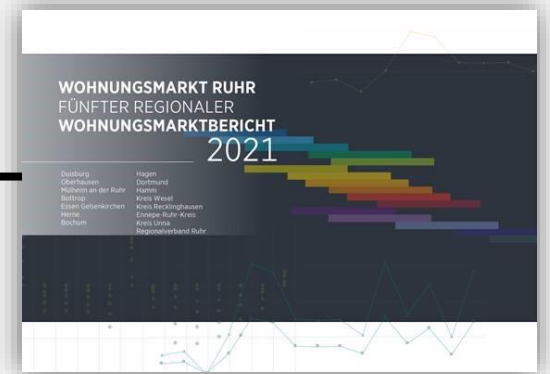 WOHNUNGSMARKT RUHR
FÜNFTER REGIONALER
WOHNUNGSMARKTBERICHT
2021
Duisburg
Oberhausen
Mülheim an der Ruhr
Bottrop
Essen Gelsenkirchen
Herne
Bochum
Hagen
Dortmund
Hamm
Kreis Wesel
Kreis Recklinghausen
Ennepe-Ruhr-Kreis
Kreis Unna
Regionalverband Ruhr